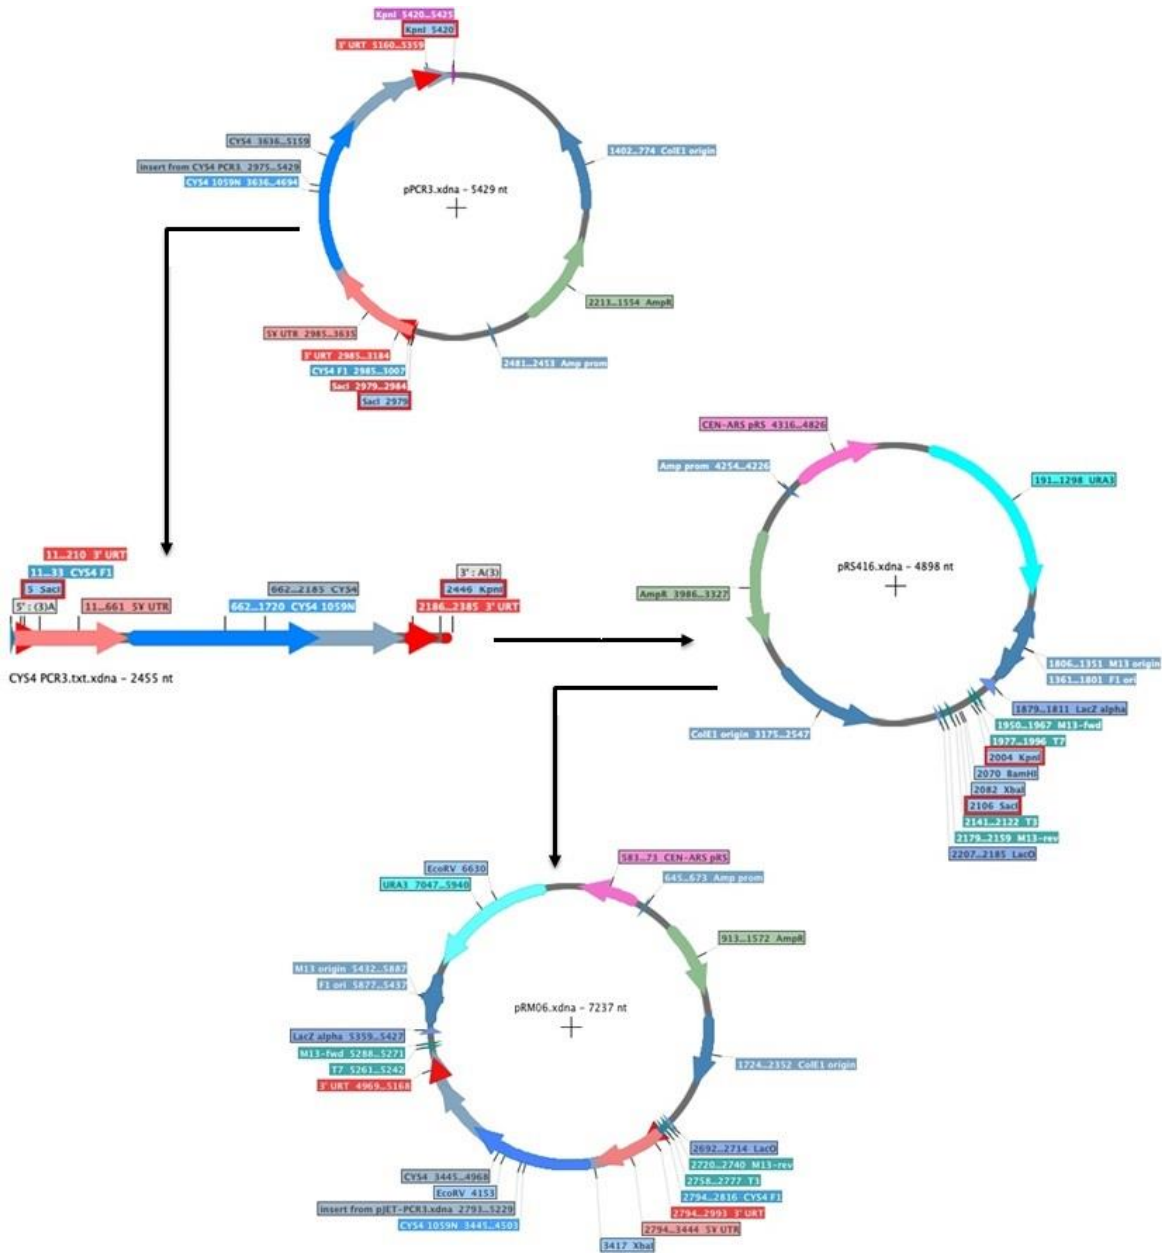 KpnI 5420...5425
KpnI 5420
3' URT 5160...5359
CYS4 3636...5159
insert from CYS4 PCR3 2975...5429
CYS4 1059N 3636...4694
1402...774 ColE1 origin
pPCR3.xdna - 5429 nt
2213...1554 AmpR
5\' UTR 2985...3635
3' URT 2985...3184
CYS4 F1 2985...3007
SacI 2979...2984
SacI 2979
2481...2453 Amp prom
CEN-ARS pRS 4316...4826
Amp prom 4254...4226
191...1298 URA3
pRS416.xdna - 4898 nt
AmpR 3986...3327
1806...1351 M13 origin
1361...1801 F1 ori
1879...1811 LacZ alpha
1950...1967 M13-fwd
1977...1996 T7
2004 KpnI
2070 BamHI
2082 XbaI
2106 SacI
2141...2122 T3
2179...2159 M13-rev
2207...2185 LacO
ColE1 origin 3175...2547
11...210 3' URT
11...33 CYS4 F1
5 SacI
5' : (3)A
11...661 5\' UTR
662...2185 CYS4
662...1720 CYS4 1059N
3' : A(3)
2446 KpnI
2186...2385 3' URT
CYS4 PCR3.txt.xdna - 2455 nt
EcoRV 6630
URA3 7047...5940
583...73 CEN-ARS pRS
645...673 Amp prom
913...1572 AmpR
M13 origin 5432...5887
F1 ori 5877...5437
pRM06.xdna - 7237 nt
LacZ alpha 5359...5427
M13-fwd 5288...5271
T7 5261...5242
3' URT 4969...5168
1724...2352 ColE1 origin
2692...2714 LacO
2720...2740 M13-rev
2758...2777 T3
2794...2816 CYS4 F1
2794...2993 3' URT
2794...3444 5\' UTR
3417 XbaI
CYS4 3445...4968
EcoRV 4153
insert from pJET-PCR3.xdna 2793...5229
CYS4 1059N 3445...4503